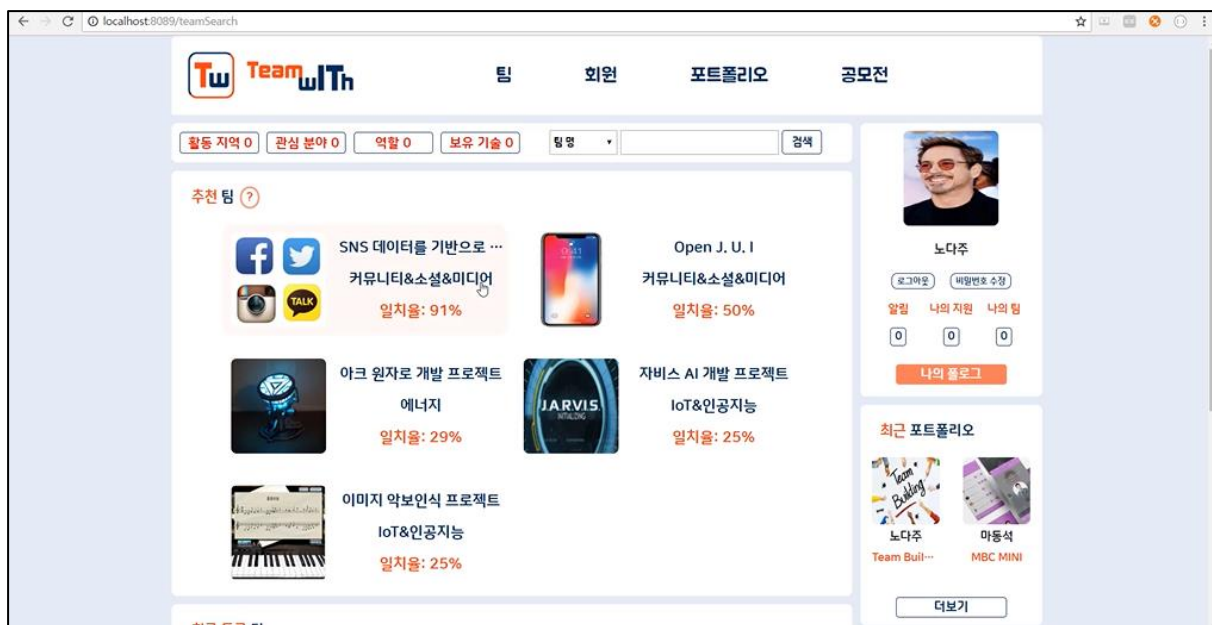 localhost:8089/teamSearch
Tw TeamwITh
팀 회원 포트폴리오 공모전
활동 지역 0 관심 분야 0 역할 0 보유 기술 0 팀명 검색
추천 팀 ?
SNS 데이터를 기반으로 …
커뮤니티&소셜&미디어
일치율: 91%
TALK
Open J. U. I
커뮤니티&소셜&미디어
일치율: 50%
9:41
아크 원자로 개발 프로젝트
에너지
일치율: 29%
J.A.R.V.I.S.
INITIALIZING
자비스 AI 개발 프로젝트
IoT&인공지능
일치율: 25%
이미지 악보인식 프로젝트
IoT&인공지능
일치율: 25%
노다주
로그아웃 비밀번호 수정
알림 나의 지원 나의 팀
0 0 0
나의 플로그
최근 포트폴리오
Team
Building
노다주
Team Buil…
마동석
MBC MINI
더보기